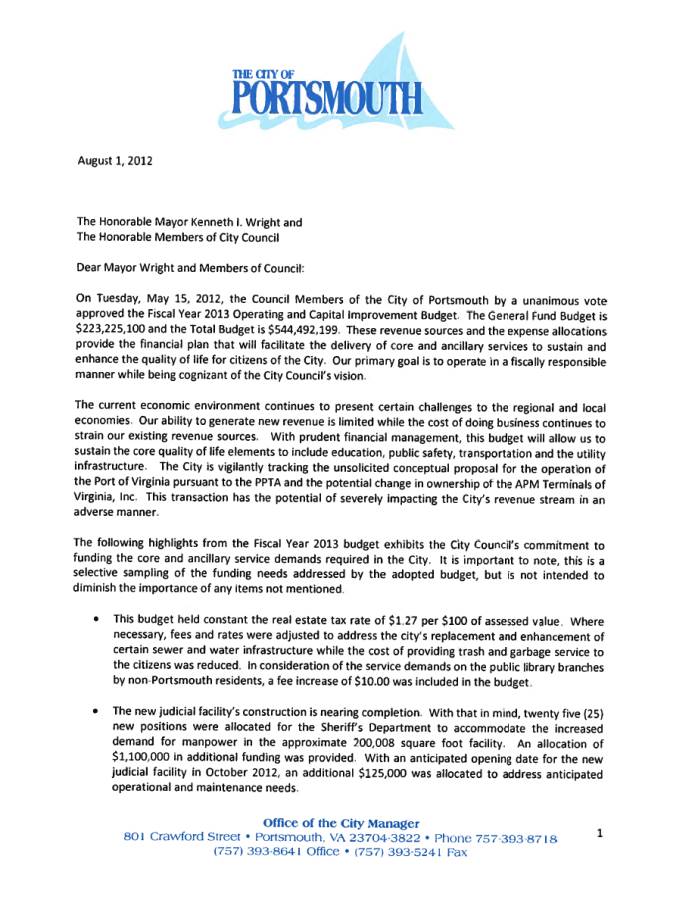 THE CITY OF
PORTSMOUTH
August 1, 2012
The Honorable Mayor Kenneth I. Wright and
The Honorable Members of City Council
Dear Mayor Wright and Members of Council:
On Tuesday, May 15, 2012, the Council Members of the City of Portsmouth by a unanimous vote
approved the Fiscal Year 2013 Operating and Capital Improvement Budget. The General Fund Budget is
$223,225,100 and the Total Budget is $544,492,199. These revenue sources and the expense allocations
provide the financial plan that will facilitate the delivery of core and ancillary services to sustain and
enhance the quality of life for citizens of the City. Our primary goal is to operate in a fiscally responsible
manner while being cognizant of the City Council's vision.
The current economic environment continues to present certain challenges to the regional and local
economies. Our ability to generate new revenue is limited while the cost of doing business continues to
strain our existing revenue sources. With prudent financial management, this budget will allow us to
sustain the core quality of life elements to include education, public safety, transportation and the utility
infrastructure. The City is vigilantly tracking the unsolicited conceptual proposal for the operation of
the Port of Virginia pursuant to the PPTA and the potential change in ownership of the APM Terminals of
Virginia, Inc. This transaction has the potential of severely impacting the City's revenue stream in an
adverse manner.
The following highlights from the Fiscal Year 2013 budget exhibits the City Council's commitment to
funding the core and ancillary service demands required in the City. It is important to note, this is a
selective sampling of the funding needs addressed by the adopted budget, but is not intended to
diminish the importance of any items not mentioned.
• This budget held constant the real estate tax rate of $1.27 per $100 of assessed value. Where
necessary, fees and rates were adjusted to address the city's replacement and enhancement of
certain sewer and water infrastructure while the cost of providing trash and garbage service to
the citizens was reduced. In consideration of the service demands on the public library branches
by non-Portsmouth residents, a fee increase of $10.00 was included in the budget.
• The new judicial facility's construction is nearing completion. With that in mind, twenty five (25)
new positions were allocated for the Sheriff's Department to accommodate the increased
demand for manpower in the approximate 200,008 square foot facility. An allocation of
$1,100,000 in additional funding was provided. With an anticipated opening date for the new
judicial facility in October 2012, an additional $125,000 was allocated to address anticipated
operational and maintenance needs.
Office of the City Manager
801 Crawford Street • Portsmouth, VA 23704-3822 • Phone 757-393-8718
(757) 393-8641 Office • (757) 393-5241 Fax
1